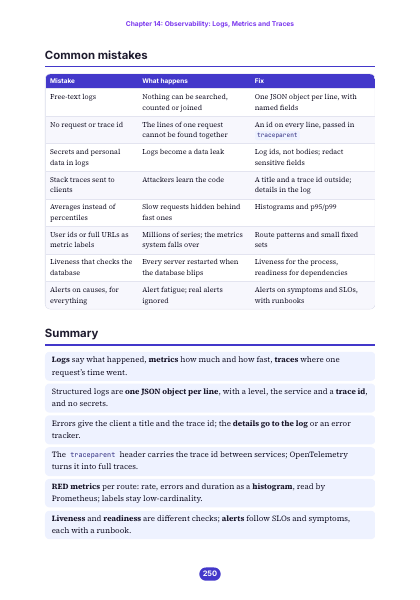 Chapter 14: Observability: Logs, Metrics and Traces
Common mistakes
Mistake What happens Fix
Free-text logs Nothing can be searched, One JSON object per line, with
counted or joined named fields
No request or trace id The lines of one request An id on every line, passed in
cannot be found together traceparent
Secrets and personal Logs become a data leak Log ids, not bodies; redact
data in logs sensitive fields
Stack traces sent to Attackers learn the code A title and a trace id outside;
clients details in the log
Averages instead of Slow requests hidden behind Histograms and p95/p99
percentiles fast ones
User ids or full URLs as Millions of series; the metrics Route patterns and small fixed
metric labels system falls over sets
Liveness that checks the Every server restarted when Liveness for the process,
database the database blips readiness for dependencies
Alerts on causes, for Alert fatigue; real alerts Alerts on symptoms and SLOs,
everything ignored with runbooks
Summary
Logs say what happened, metrics how much and how fast, traces where one
request's time went.
Structured logs are one JSON object per line, with a level, the service and a trace id,
and no secrets.
Errors give the client a title and the trace id; the details go to the log or an error
tracker.
The traceparent header carries the trace id between services; OpenTelemetry
turns it into full traces.
RED metrics per route: rate, errors and duration as a histogram, read by
Prometheus; labels stay low-cardinality.
Liveness and readiness are different checks; alerts follow SLOs and symptoms,
each with a runbook.
250